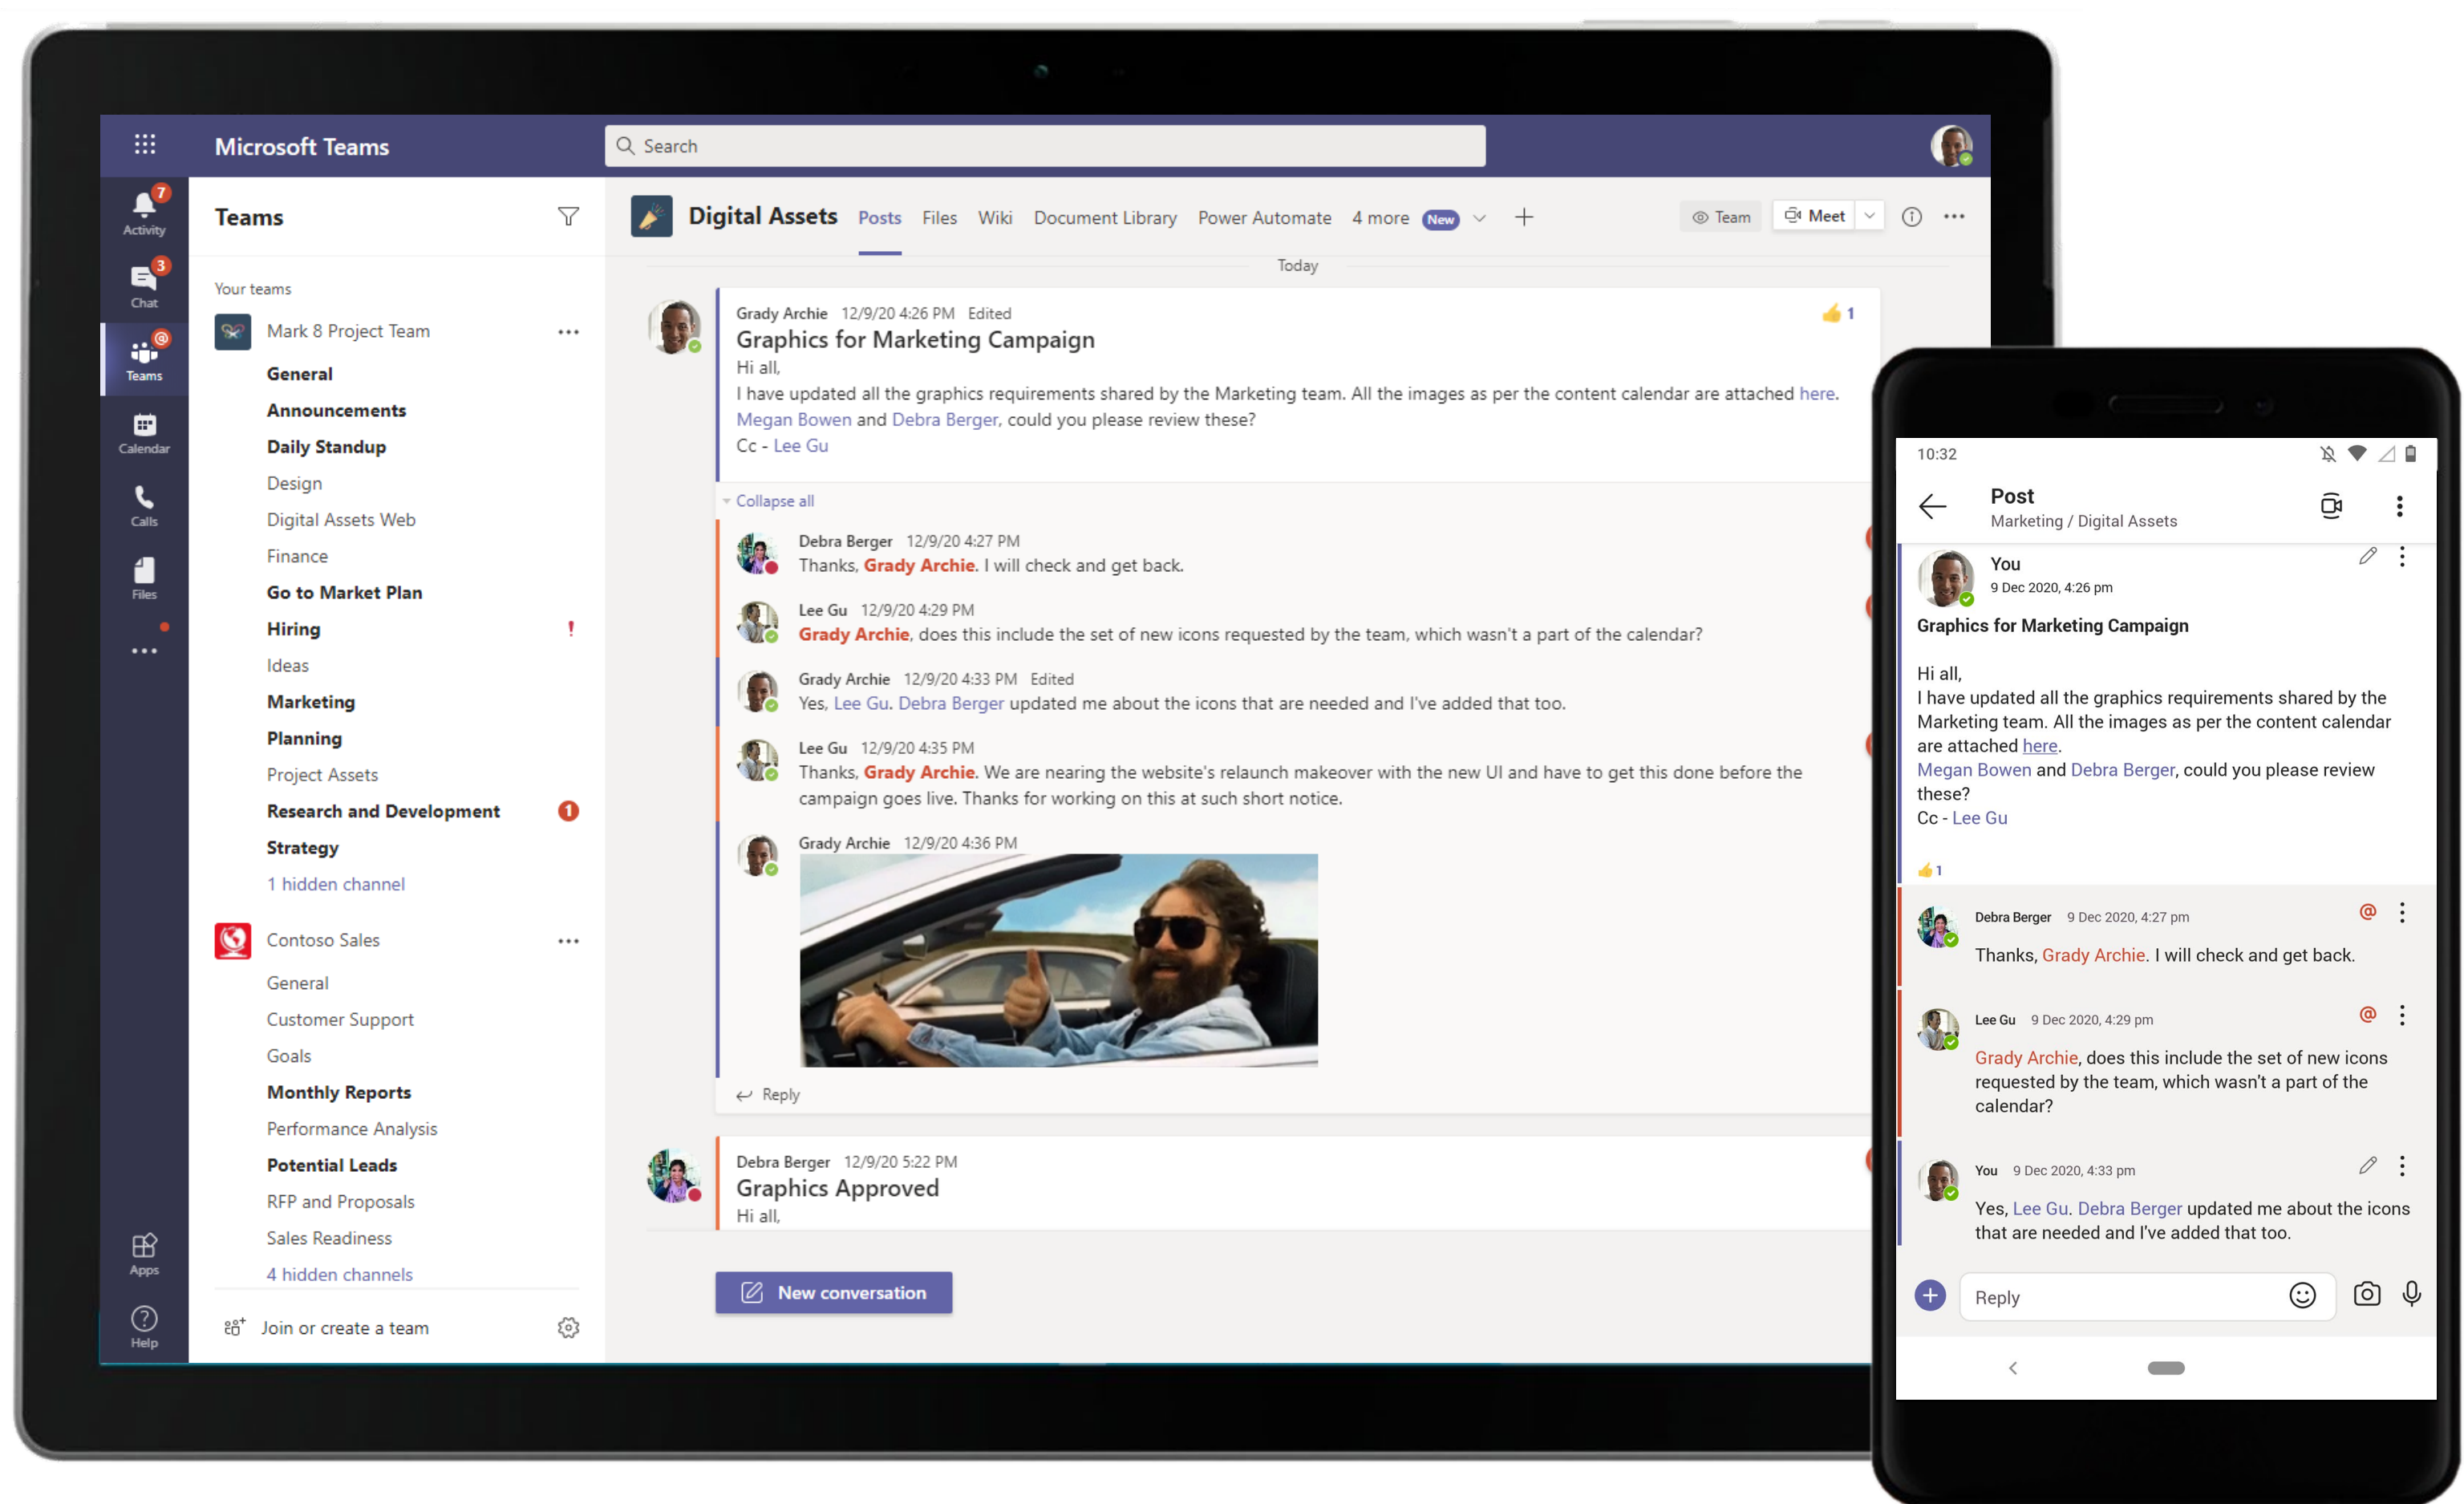 Microsoft Teams
Search
7
Activity
3
Chat
@
Teams
Calendar
Calls
Files
Apps
Help
Teams
Your teams
Mark 8 Project Team
General
Announcements
Daily Standup
Design
Digital Assets Web
Finance
Go to Market Plan
Hiring !
Ideas
Marketing
Planning
Project Assets
Research and Development 1
Strategy
1 hidden channel
Contoso Sales
General
Customer Support
Goals
Monthly Reports
Performance Analysis
Potential Leads
RFP and Proposals
Sales Readiness
4 hidden channels
Join or create a team
Digital Assets Posts Files Wiki Document Library Power Automate 4 more New Team Meet
Today
Grady Archie 12/9/20 4:26 PM Edited 1
Graphics for Marketing Campaign
Hi all,
I have updated all the graphics requirements shared by the Marketing team. All the images as per the content calendar are attached here.
Megan Bowen and Debra Berger, could you please review these?
Cc - Lee Gu
Collapse all
Debra Berger 12/9/20 4:27 PM
Thanks, Grady Archie. I will check and get back.
Lee Gu 12/9/20 4:29 PM
Grady Archie, does this include the set of new icons requested by the team, which wasn't a part of the calendar?
Grady Archie 12/9/20 4:33 PM Edited
Yes, Lee Gu. Debra Berger updated me about the icons that are needed and I've added that too.
Lee Gu 12/9/20 4:35 PM
Thanks, Grady Archie. We are nearing the website's relaunch makeover with the new UI and have to get this done before the
campaign goes live. Thanks for working on this at such short notice.
Grady Archie 12/9/20 4:36 PM
Reply
Debra Berger 12/9/20 5:22 PM
Graphics Approved
Hi all,
New conversation
10:32
Post
Marketing / Digital Assets
You
9 Dec 2020, 4:26 pm
Graphics for Marketing Campaign
Hi all,
I have updated all the graphics requirements shared by the
Marketing team. All the images as per the content calendar
are attached here.
Megan Bowen and Debra Berger, could you please review
these?
Cc - Lee Gu
1
Debra Berger 9 Dec 2020, 4:27 pm @
Thanks, Grady Archie. I will check and get back.
Lee Gu 9 Dec 2020, 4:29 pm @
Grady Archie, does this include the set of new icons
requested by the team, which wasn't a part of the
calendar?
You 9 Dec 2020, 4:33 pm
Yes, Lee Gu. Debra Berger updated me about the icons
that are needed and I've added that too.
Reply